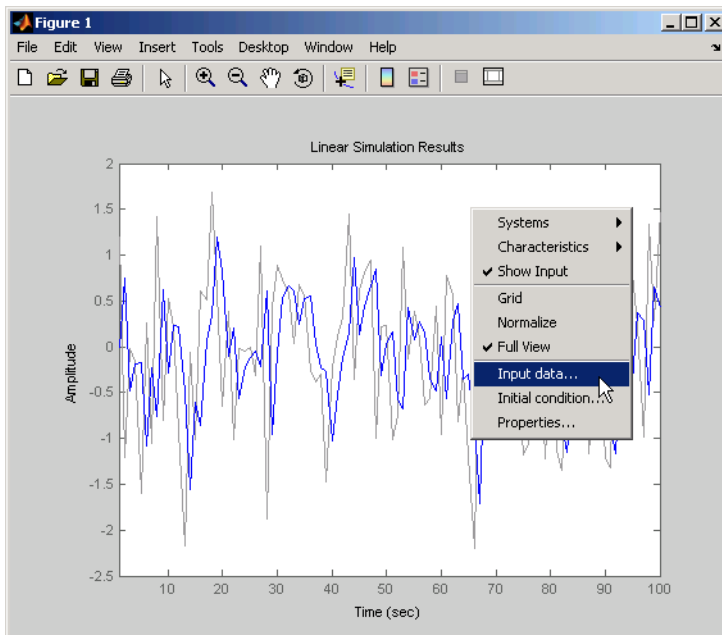 Figure 1
File Edit View Insert Tools Desktop Window Help
Linear Simulation Results
2
1.5
1
0.5
0
-0.5
-1
-1.5
-2
-2.5
Amplitude
10 20 30 40 50 60 70 80 90 100
Time (sec)
Systems
Characteristics
Show Input
Grid
Normalize
Full View
Input data...
Initial condition...
Properties...